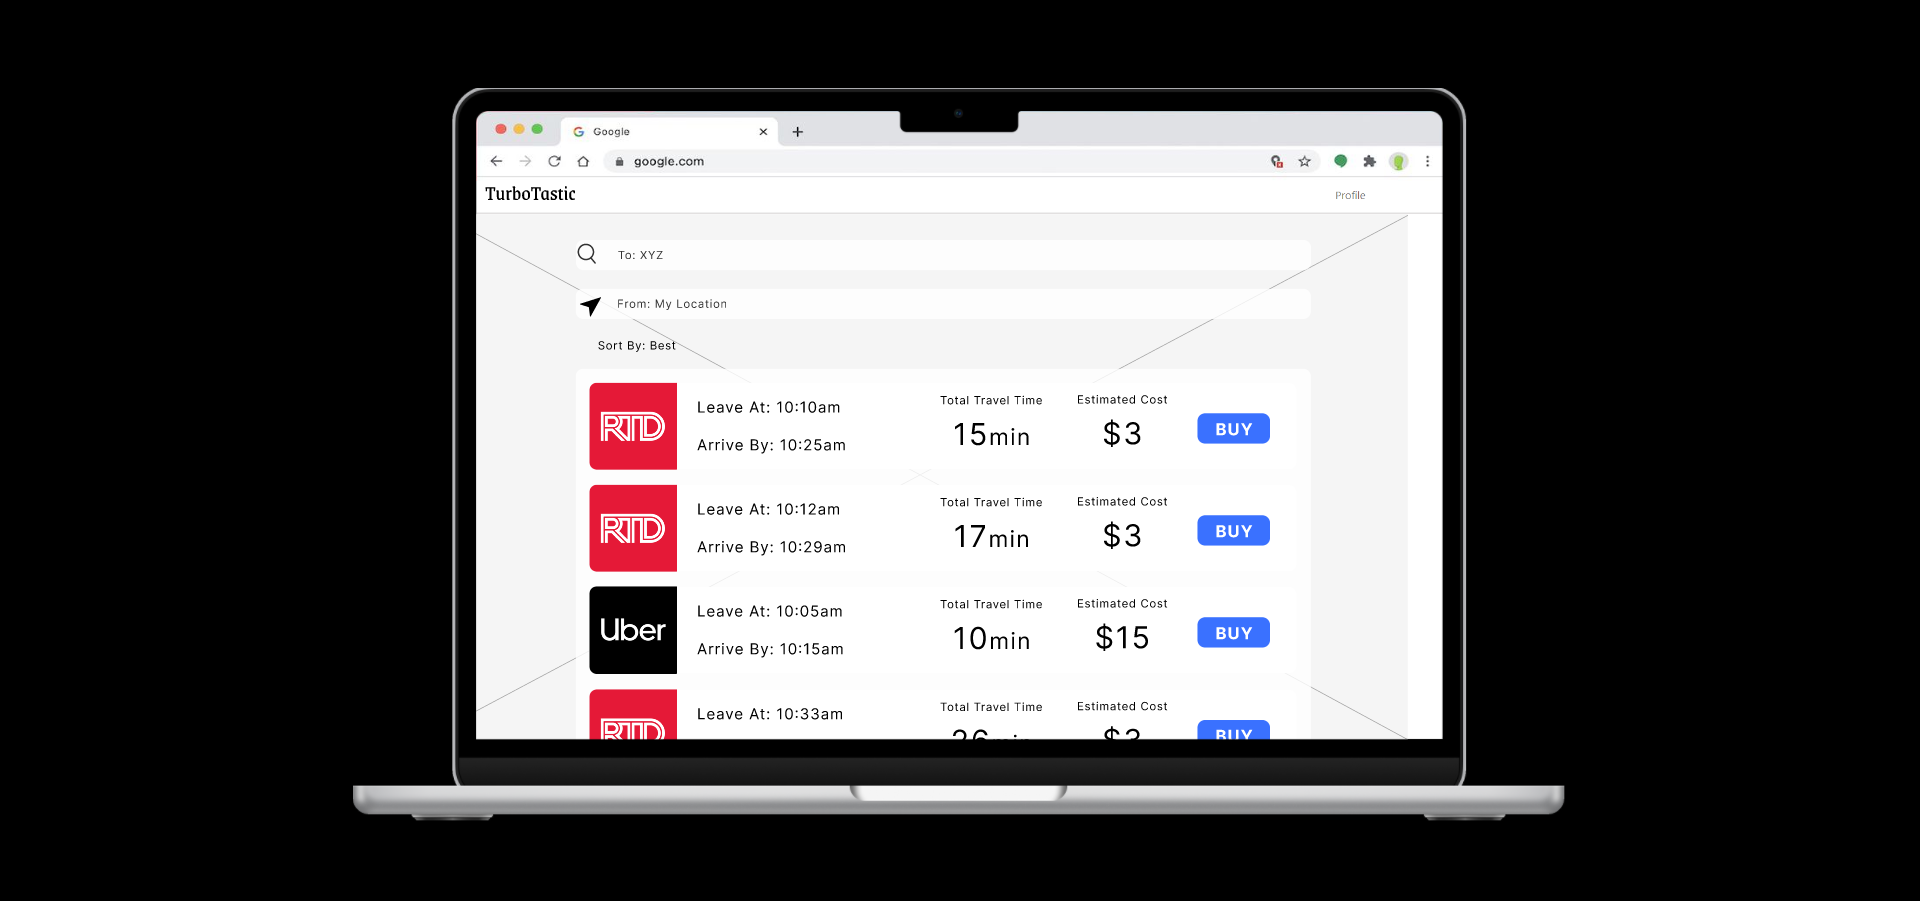 Google
google.com
TurboTastic
Profile
To: XYZ
From: My Location
Sort By: Best
RTD
Leave At: 10:10am
Arrive By: 10:25am
Total Travel Time
15min
Estimated Cost
$3
BUY
RTD
Leave At: 10:12am
Arrive By: 10:29am
Total Travel Time
17min
Estimated Cost
$3
BUY
Uber
Leave At: 10:05am
Arrive By: 10:15am
Total Travel Time
10min
Estimated Cost
$15
BUY
RTD
Leave At: 10:33am
Total Travel Time
Estimated Cost
BUY